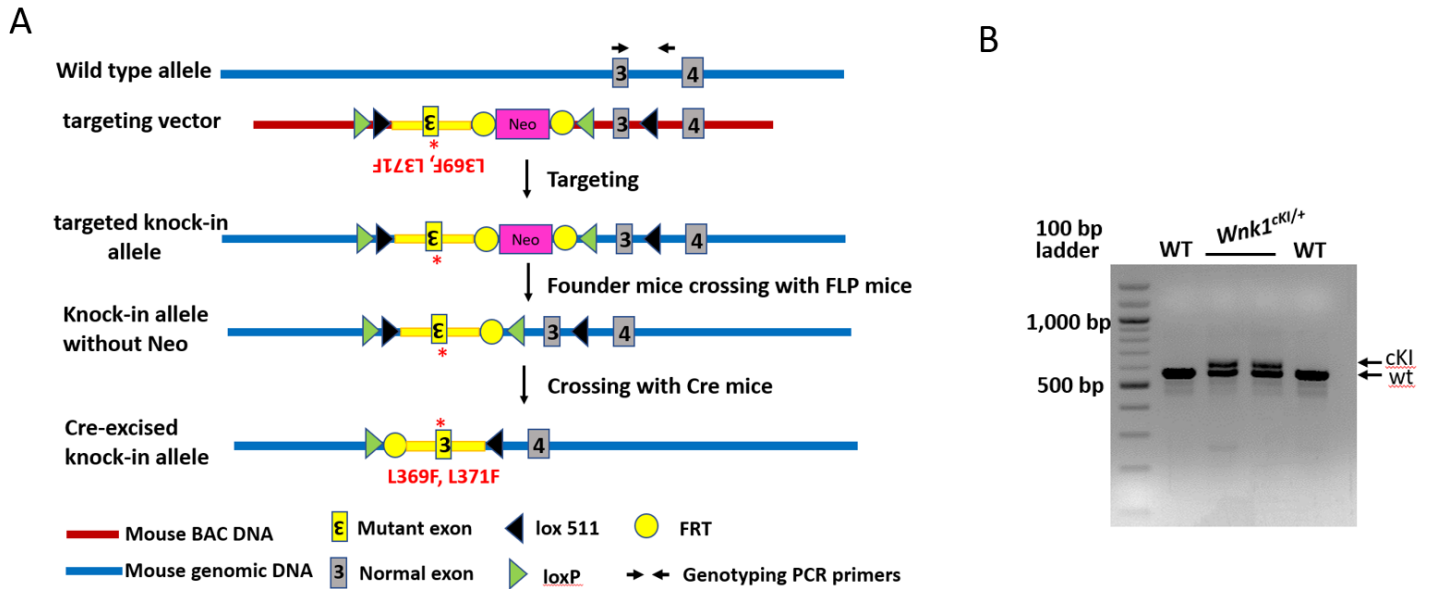 A
Wild type allele
3
4
targeting vector
3
Neo
3
4
L369F, L371F
Targeting
targeted knock-in
allele
3
Neo
3
4
*
Founder mice crossing with FLP mice
Knock-in allele
without Neo
3
3
4
*
Crossing with Cre mice
Cre-excised
knock-in allele
*
3
4
L369F, L371F
Mouse BAC DNA
3
Mutant exon
lox 511
FRT
Mouse genomic DNA
3
Normal exon
loxP
Genotyping PCR primers
B
100 bp
ladder
WT
Wnk1cKI/+
WT
1,000 bp
500 bp
cKI
wt